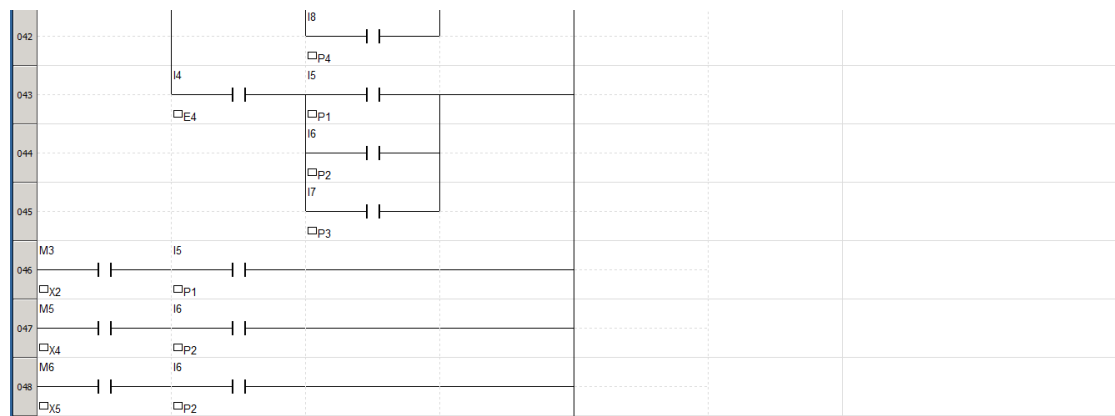 I8
042
P4
I4 I5
043
E4 P1
I6
044
P2
I7
045
P3
M3 I5
046
X2 P1
M5 I6
047
X4 P2
M6 I6
048
X5 P2